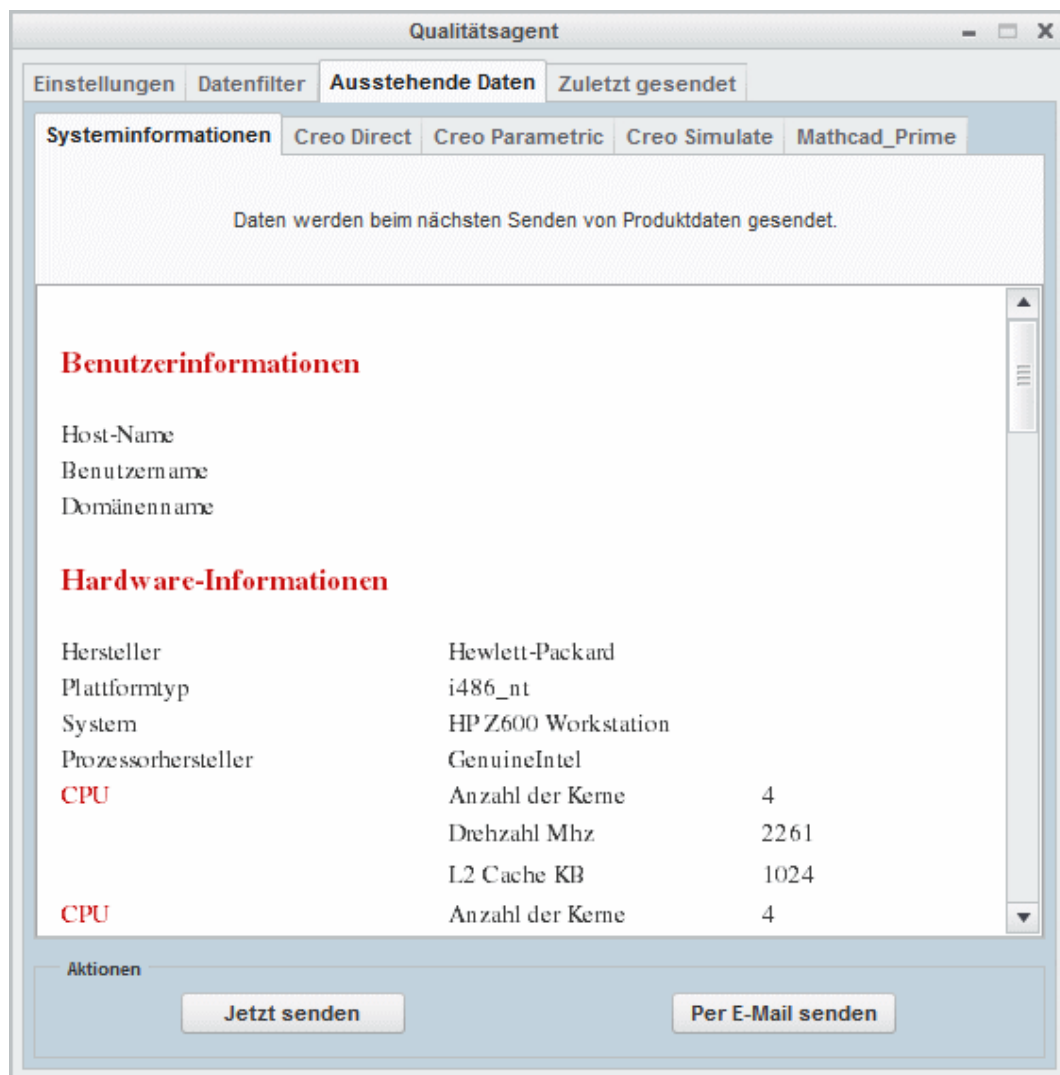 Qualitätsagent
Einstellungen Datenfilter Ausstehende Daten Zuletzt gesendet
Systeminformationen Creo Direct Creo Parametric Creo Simulate Mathcad_Prime
Daten werden beim nächsten Senden von Produktdaten gesendet.
Benutzerinformationen
Host-Name
Benutzername
Domänenname
Hardware-Informationen
Hersteller Hewlett-Packard
Plattformtyp i486_nt
System HP Z600 Workstation
Prozessorhersteller GenuineIntel
CPU Anzahl der Kerne 4
Drehzahl Mhz 2261
L2 Cache KB 1024
CPU Anzahl der Kerne 4
Aktionen
Jetzt senden Per E-Mail senden